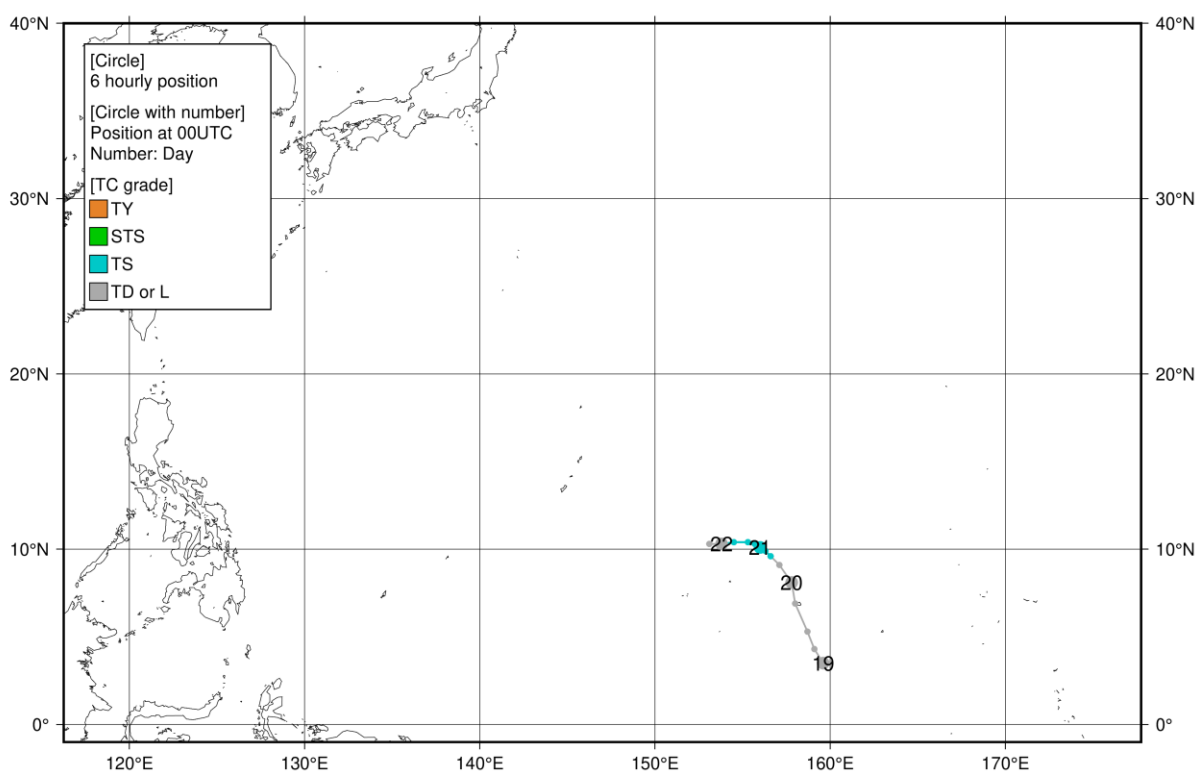 40°N
40°N
[Circle]
6 hourly position
[Circle with number]
Position at 00UTC
Number: Day
[TC grade]
TY
STS
TS
TD or L
30°N
30°N
20°N
20°N
10°N
10°N
22
21
20
19
0°
0°
120°E
130°E
140°E
150°E
160°E
170°E